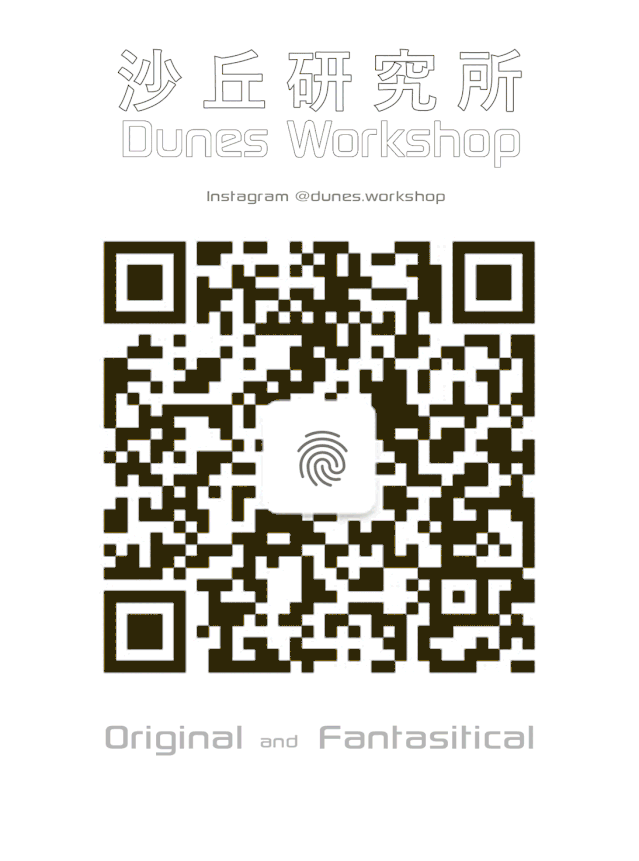 沙丘研究所
Dunes Workshop
Instagram @dunes.workshop
Original and Fantasitical